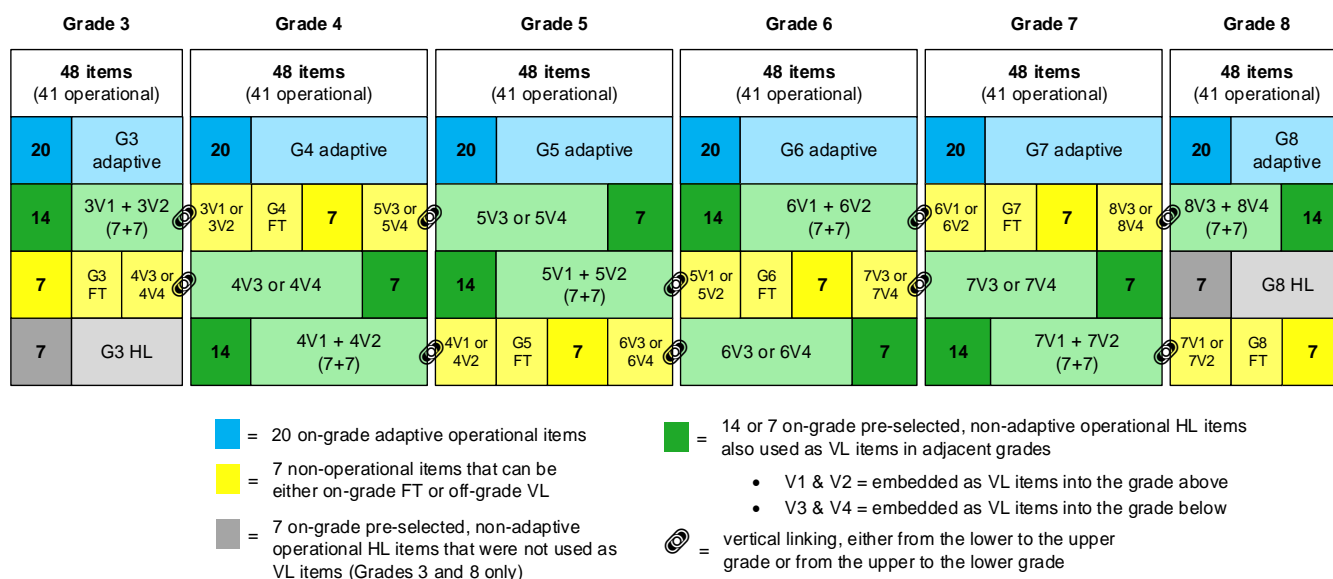 Grade 3 Grade 4 Grade 5 Grade 6 Grade 7 Grade 8
48 items 48 items 48 items 48 items 48 items 48 items
(41 operational) (41 operational) (41 operational) (41 operational) (41 operational) (41 operational)
20 G3 adaptive 20 G4 adaptive 20 G5 adaptive 20 G6 adaptive 20 G7 adaptive 20 G8 adaptive
14 3V1 + 3V2 (7+7) 3V1 or 3V2 G4 FT 7 5V3 or 5V4 5V3 or 5V4 7 14 6V1 + 6V2 (7+7) 6V1 or 6V2 G7 FT 7 8V3 or 8V4 8V3 + 8V4 (7+7) 14
7 G3 FT 4V3 or 4V4 4V3 or 4V4 7 14 5V1 + 5V2 (7+7) 5V1 or 5V2 G6 FT 7 7V3 or 7V4 7V3 or 7V4 7 7 G8 HL
7 G3 HL 14 4V1 + 4V2 (7+7) 4V1 or 4V2 G5 FT 7 6V3 or 6V4 6V3 or 6V4 7 14 7V1 + 7V2 (7+7) 7V1 or 7V2 G8 FT 7
= 20 on-grade adaptive operational items
= 7 non-operational items that can be
either on-grade FT or off-grade VL
= 7 on-grade pre-selected, non-adaptive
operational HL items that were not used as
VL items (Grades 3 and 8 only)
= 14 or 7 on-grade pre-selected, non-adaptive operational HL items
also used as VL items in adjacent grades
• V1 & V2 = embedded as VL items into the grade above
• V3 & V4 = embedded as VL items into the grade below
= vertical linking, either from the lower to the upper
grade or from the upper to the lower grade